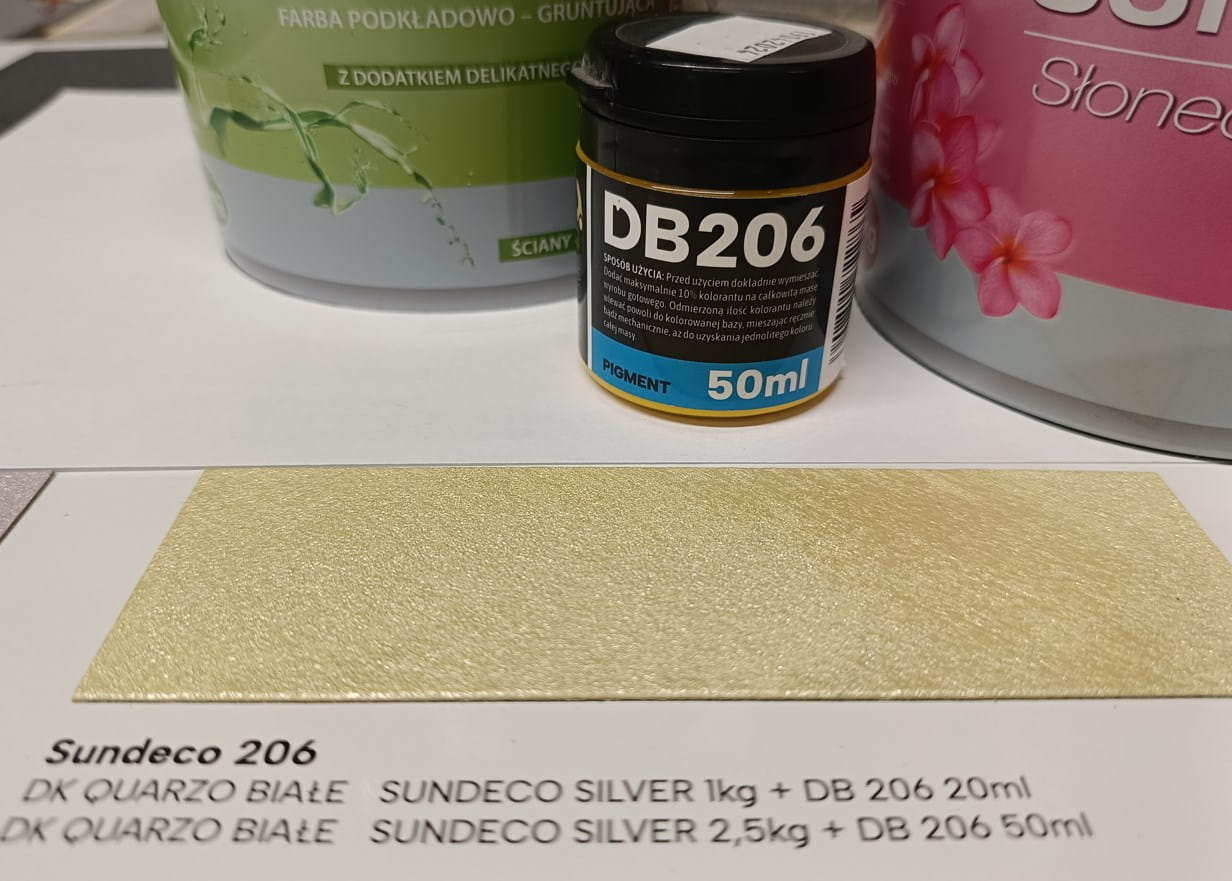 FARBA PODKŁADOWO – GRUNTUJĄCA
Z DODATKIEM DELIKATNEGO
ŚCIANY
Słonec
DB206
SPOSÓB UŻYCIA: Przed użyciem dokładnie wymieszać.
Dodać maksymalnie 10% kolorantu na całkowitą masę
wyrobu gotowego. Odmierzoną ilość kolorantu należy
wlewać powoli do kolorowanej bazy, mieszając ręcznie
bądź mechanicznie, aż do uzyskania jednolitego koloru
całej masy.
PIGMENT 50ml
Sundeco 206
DK QUARZO BIAŁE SUNDECO SILVER 1kg + DB 206 20ml
DK QUARZO BIAŁE SUNDECO SILVER 2,5kg + DB 206 50ml